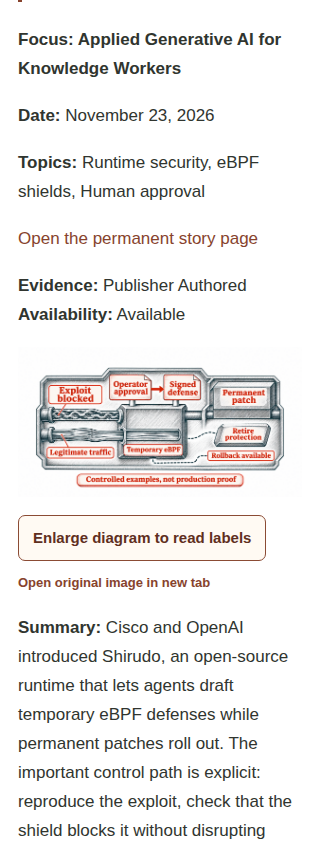 Focus: Applied Generative AI for
Knowledge Workers
Date: November 23, 2026
Topics: Runtime security, eBPF
shields, Human approval
Open the permanent story page
Evidence: Publisher Authored
Availability: Available
Exploit
blocked
Operator
approval
Signed
defense
Permanent
patch
Legitimate traffic
Temporary eBPF
Retire
protection
Rollback available
Controlled examples, not production proof
Enlarge diagram to read labels
Open original image in new tab
Summary: Cisco and OpenAI
introduced Shirudo, an open-source
runtime that lets agents draft
temporary eBPF defenses while
permanent patches roll out. The
important control path is explicit:
reproduce the exploit, check that the
shield blocks it without disrupting